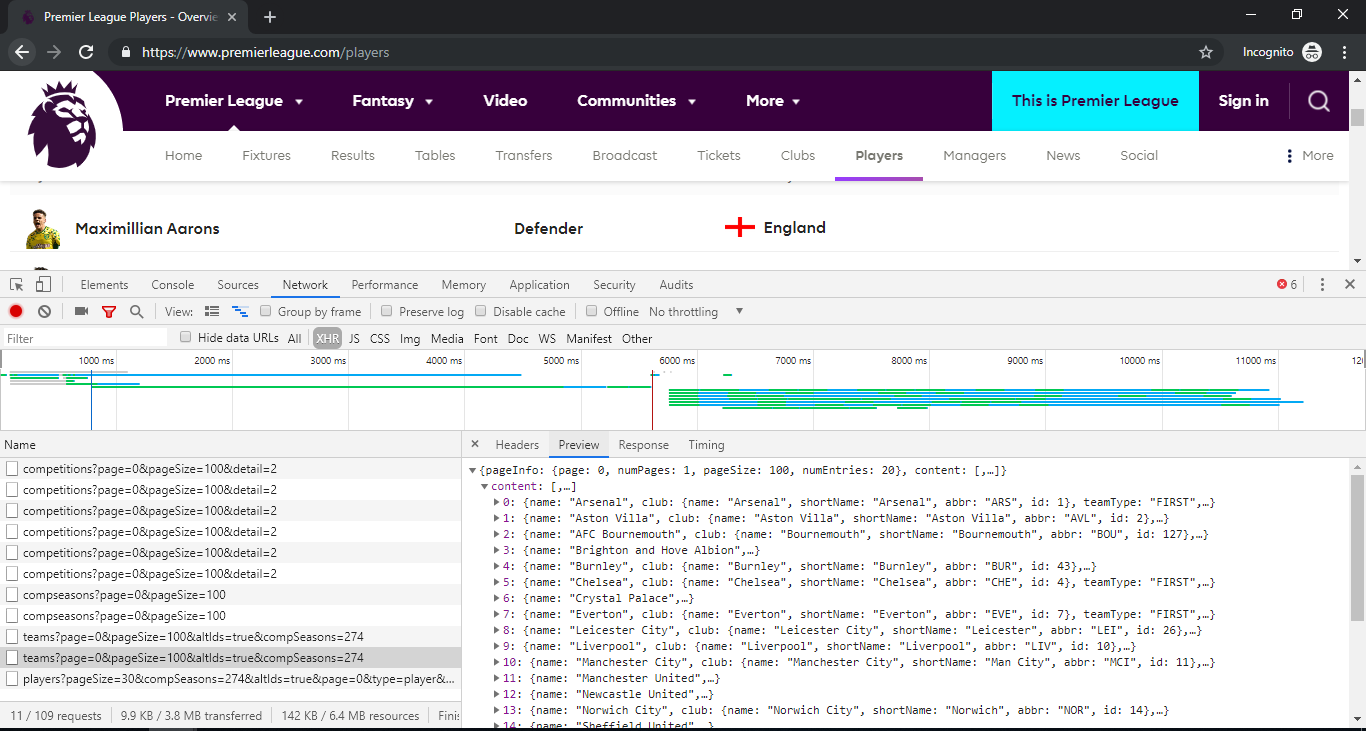 Premier League Players - Overvie
https://www.premierleague.com/players
Incognito
Premier League Fantasy Video Communities More This is Premier League Sign in
Home Fixtures Results Tables Transfers Broadcast Tickets Clubs Players Managers News Social More
Maximillian Aarons Defender England
Elements Console Sources Network Performance Memory Application Security Audits 6
View: Group by frame Preserve log Disable cache Offline No throttling
Filter Hide data URLs All XHR JS CSS Img Media Font Doc WS Manifest Other
1000 ms 2000 ms 3000 ms 4000 ms 5000 ms 6000 ms 7000 ms 8000 ms 9000 ms 10000 ms 11000 ms
Name
competitions?page=0&pageSize=100&detail=2
competitions?page=0&pageSize=100&detail=2
competitions?page=0&pageSize=100&detail=2
competitions?page=0&pageSize=100&detail=2
competitions?page=0&pageSize=100&detail=2
competitions?page=0&pageSize=100&detail=2
compseasons?page=0&pageSize=100
compseasons?page=0&pageSize=100
teams?page=0&pageSize=100&altIds=true&compSeasons=274
teams?page=0&pageSize=100&altIds=true&compSeasons=274
players?pageSize=30&compSeasons=274&altIds=true&page=0&type=player&...
11 / 109 requests 9.9 KB / 3.8 MB transferred 142 KB / 6.4 MB resources Finis
Headers Preview Response Timing
{pageInfo: {page: 0, numPages: 1, pageSize: 100, numEntries: 20}, content: [,…]}
content: [,…]
0: {name: "Arsenal", club: {name: "Arsenal", shortName: "Arsenal", abbr: "ARS", id: 1}, teamType: "FIRST",…}
1: {name: "Aston Villa", club: {name: "Aston Villa", shortName: "Aston Villa", abbr: "AVL", id: 2},…}
2: {name: "AFC Bournemouth", club: {name: "Bournemouth", shortName: "Bournemouth", abbr: "BOU", id: 127},…}
3: {name: "Brighton and Hove Albion",…}
4: {name: "Burnley", club: {name: "Burnley", shortName: "Burnley", abbr: "BUR", id: 43},…}
5: {name: "Chelsea", club: {name: "Chelsea", shortName: "Chelsea", abbr: "CHE", id: 4}, teamType: "FIRST",…}
6: {name: "Crystal Palace",…}
7: {name: "Everton", club: {name: "Everton", shortName: "Everton", abbr: "EVE", id: 7}, teamType: "FIRST",…}
8: {name: "Leicester City", club: {name: "Leicester City", shortName: "Leicester", abbr: "LEI", id: 26},…}
9: {name: "Liverpool", club: {name: "Liverpool", shortName: "Liverpool", abbr: "LIV", id: 10},…}
10: {name: "Manchester City", club: {name: "Manchester City", shortName: "Man City", abbr: "MCI", id: 11},…}
11: {name: "Manchester United",…}
12: {name: "Newcastle United",…}
13: {name: "Norwich City", club: {name: "Norwich City", shortName: "Norwich", abbr: "NOR", id: 14},…}
14: {name: "Sheffield United",…}